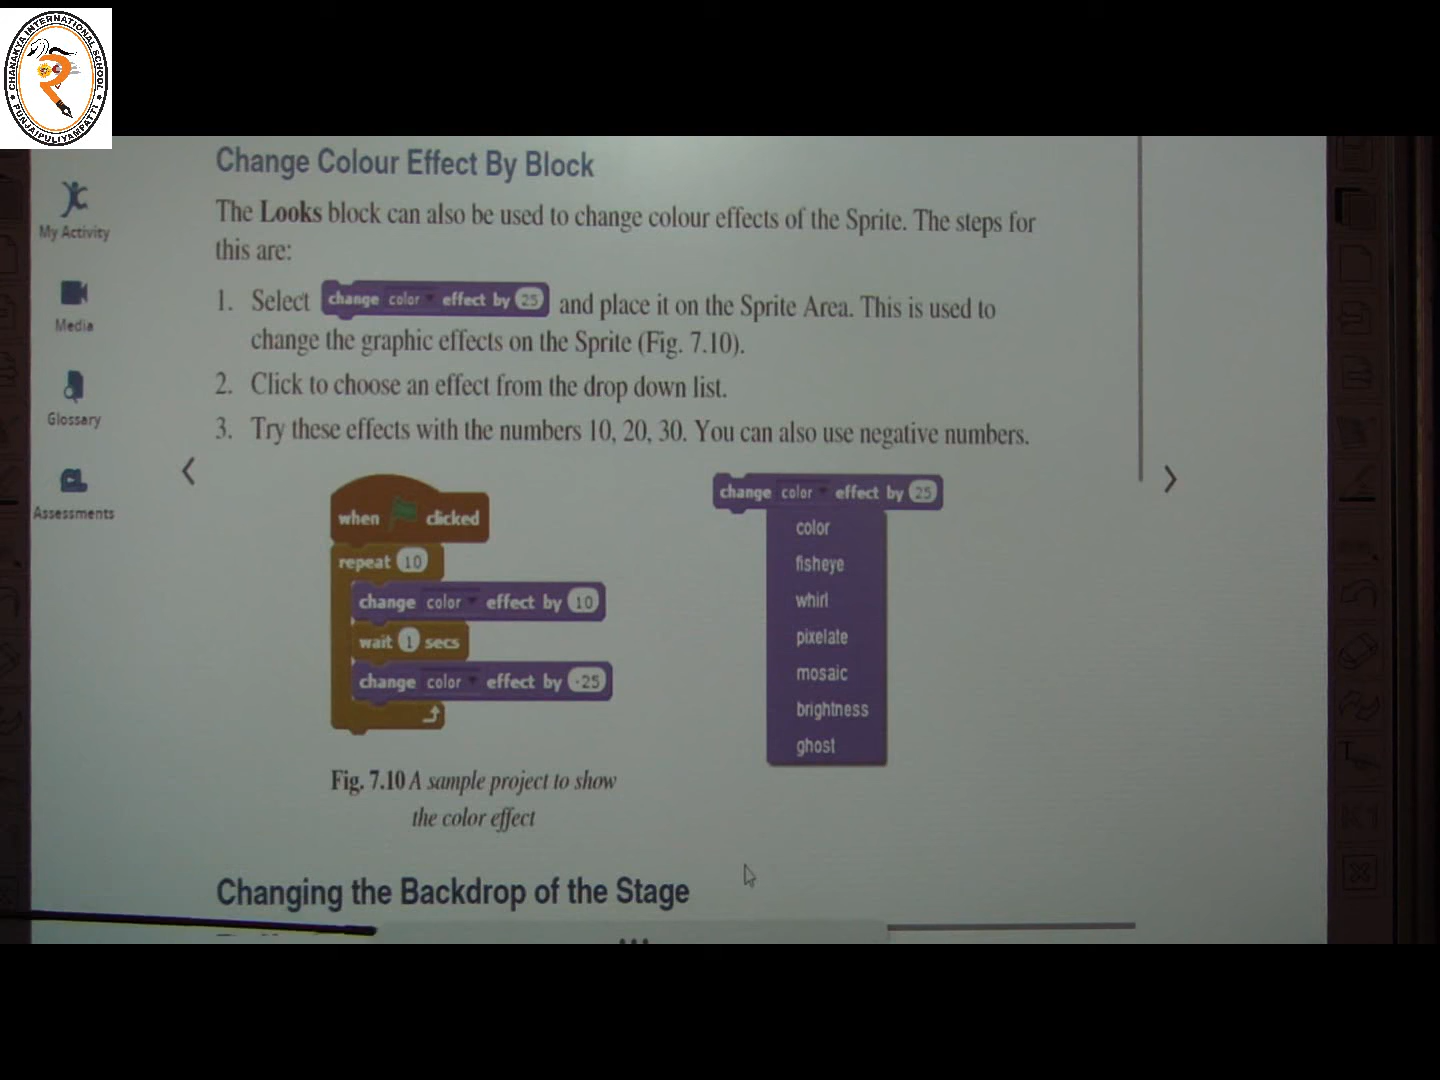 CHANAKYA INTERNATIONAL SCHOOL
PUNJAIPULIYAMPATTI
My Activity
Media
Glossary
Assessments
Change Colour Effect By Block
The Looks block can also be used to change colour effects of the Sprite. The steps for
this are:
1. Select change color effect by 25 and place it on the Sprite Area. This is used to
change the graphic effects on the Sprite (Fig. 7.10).
2. Click to choose an effect from the drop down list.
3. Try these effects with the numbers 10, 20, 30. You can also use negative numbers.
when clicked
repeat 10
change color effect by 10
wait 1 secs
change color effect by -25
Fig. 7.10 A sample project to show
the color effect
change color effect by 25
color
fisheye
whirl
pixelate
mosaic
brightness
ghost
Changing the Backdrop of the Stage